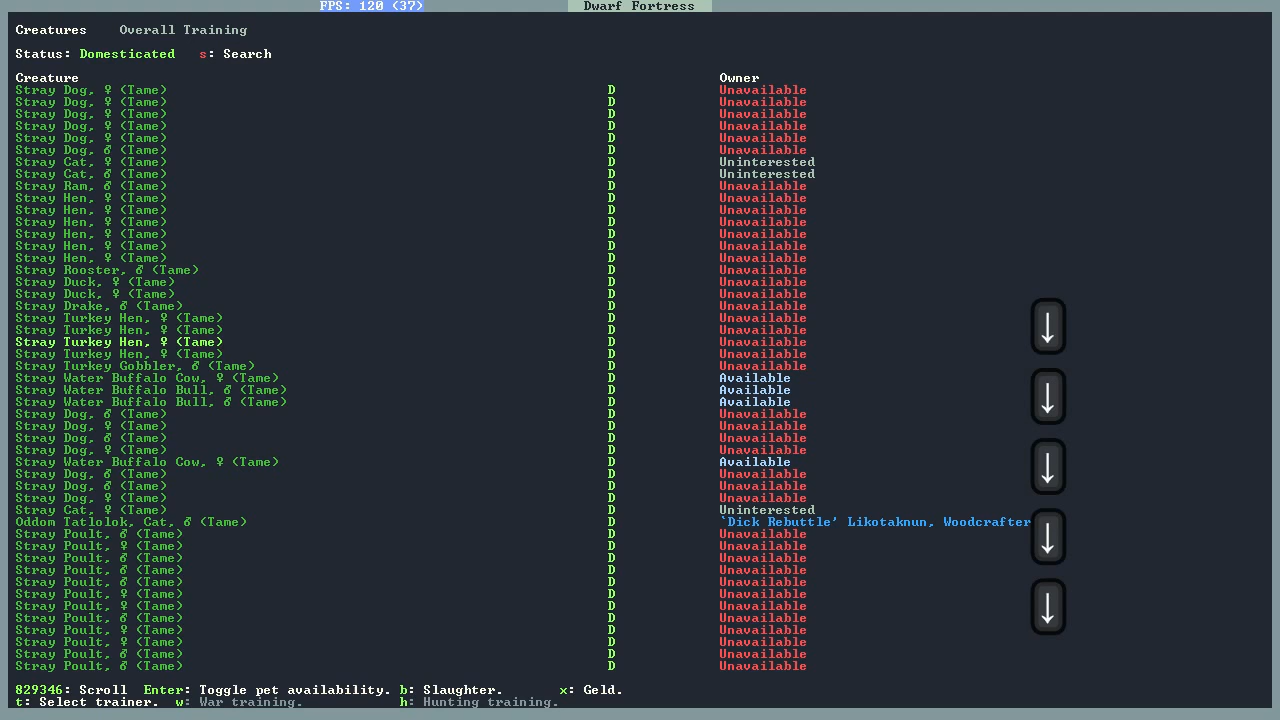 FPS: 120 (37) Dwarf Fortress
Creatures Overall Training
Status: Domesticated s: Search
Creature Owner
Stray Dog, ♀ (Tame) D Unavailable
Stray Dog, ♀ (Tame) D Unavailable
Stray Dog, ♀ (Tame) D Unavailable
Stray Dog, ♀ (Tame) D Unavailable
Stray Dog, ♀ (Tame) D Unavailable
Stray Dog, ♂ (Tame) D Unavailable
Stray Cat, ♀ (Tame) D Uninterested
Stray Cat, ♂ (Tame) D Uninterested
Stray Ram, ♂ (Tame) D Unavailable
Stray Hen, ♀ (Tame) D Unavailable
Stray Hen, ♀ (Tame) D Unavailable
Stray Hen, ♀ (Tame) D Unavailable
Stray Hen, ♀ (Tame) D Unavailable
Stray Hen, ♀ (Tame) D Unavailable
Stray Hen, ♀ (Tame) D Unavailable
Stray Rooster, ♂ (Tame) D Unavailable
Stray Duck, ♀ (Tame) D Unavailable
Stray Duck, ♀ (Tame) D Unavailable
Stray Drake, ♂ (Tame) D Unavailable
Stray Turkey Hen, ♀ (Tame) D Unavailable
Stray Turkey Hen, ♀ (Tame) D Unavailable
Stray Turkey Hen, ♀ (Tame) D Unavailable
Stray Turkey Hen, ♀ (Tame) D Unavailable
Stray Turkey Gobbler, ♂ (Tame) D Unavailable
Stray Water Buffalo Cow, ♀ (Tame) D Available
Stray Water Buffalo Bull, ♂ (Tame) D Available
Stray Water Buffalo Bull, ♂ (Tame) D Available
Stray Dog, ♂ (Tame) D Unavailable
Stray Dog, ♀ (Tame) D Unavailable
Stray Dog, ♂ (Tame) D Unavailable
Stray Dog, ♀ (Tame) D Unavailable
Stray Water Buffalo Cow, ♀ (Tame) D Available
Stray Dog, ♂ (Tame) D Unavailable
Stray Dog, ♂ (Tame) D Unavailable
Stray Dog, ♀ (Tame) D Unavailable
Stray Cat, ♀ (Tame) D Uninterested
Oddom Tatlolok, Cat, ♂ (Tame) D `Dick Rebuttle' Likotaknun, Woodcrafter
Stray Poult, ♂ (Tame) D Unavailable
Stray Poult, ♀ (Tame) D Unavailable
Stray Poult, ♂ (Tame) D Unavailable
Stray Poult, ♂ (Tame) D Unavailable
Stray Poult, ♂ (Tame) D Unavailable
Stray Poult, ♀ (Tame) D Unavailable
Stray Poult, ♀ (Tame) D Unavailable
Stray Poult, ♂ (Tame) D Unavailable
Stray Poult, ♀ (Tame) D Unavailable
Stray Poult, ♀ (Tame) D Unavailable
Stray Poult, ♂ (Tame) D Unavailable
Stray Poult, ♂ (Tame) D Unavailable
829346: Scroll Enter: Toggle pet availability. b: Slaughter. x: Geld.
t: Select trainer. w: War training. h: Hunting training.